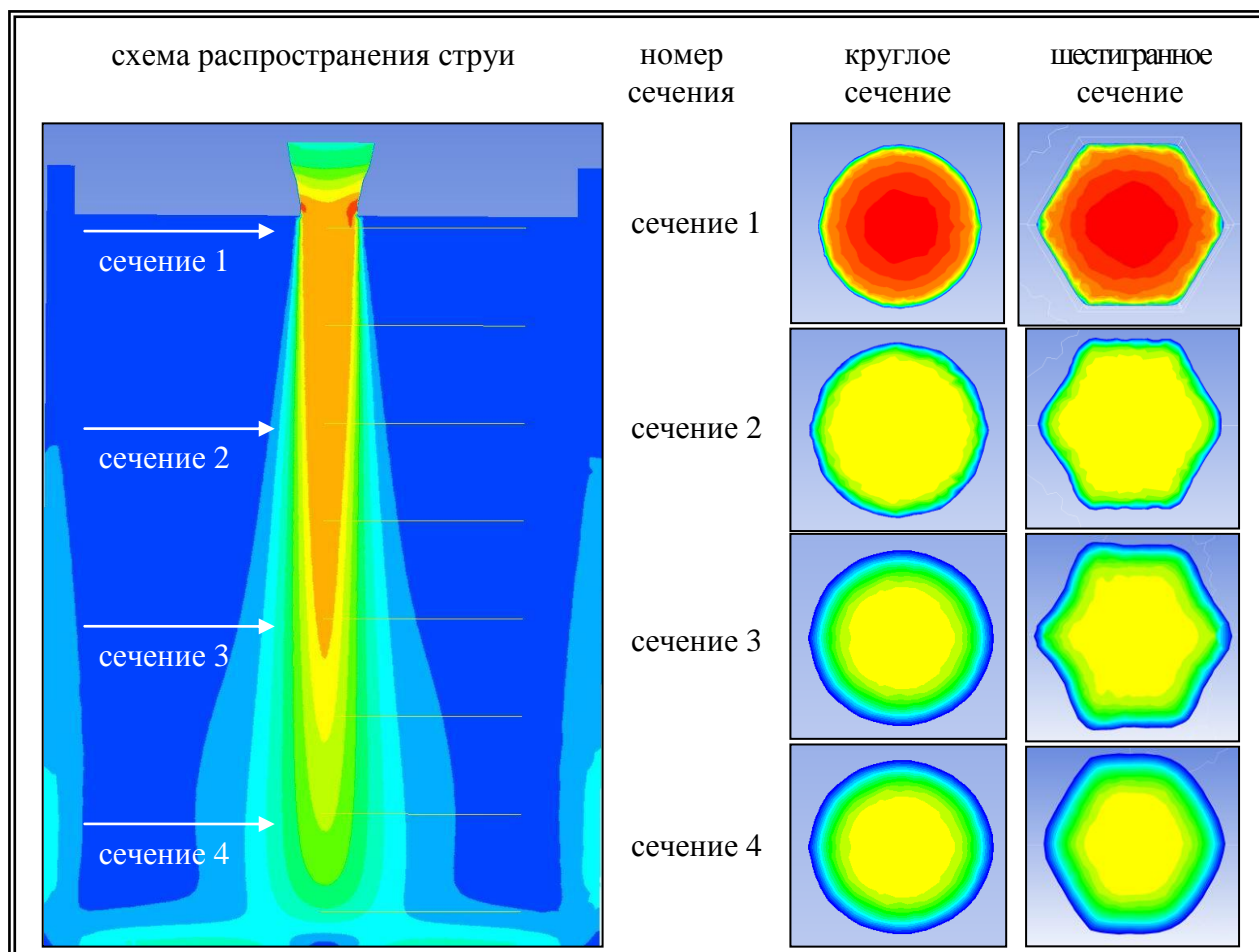 схема распространения струи
номер
сечения
круглое
сечение
шестигранное
сечение
сечение 1
сечение 2
сечение 3
сечение 4
сечение 1
сечение 2
сечение 3
сечение 4